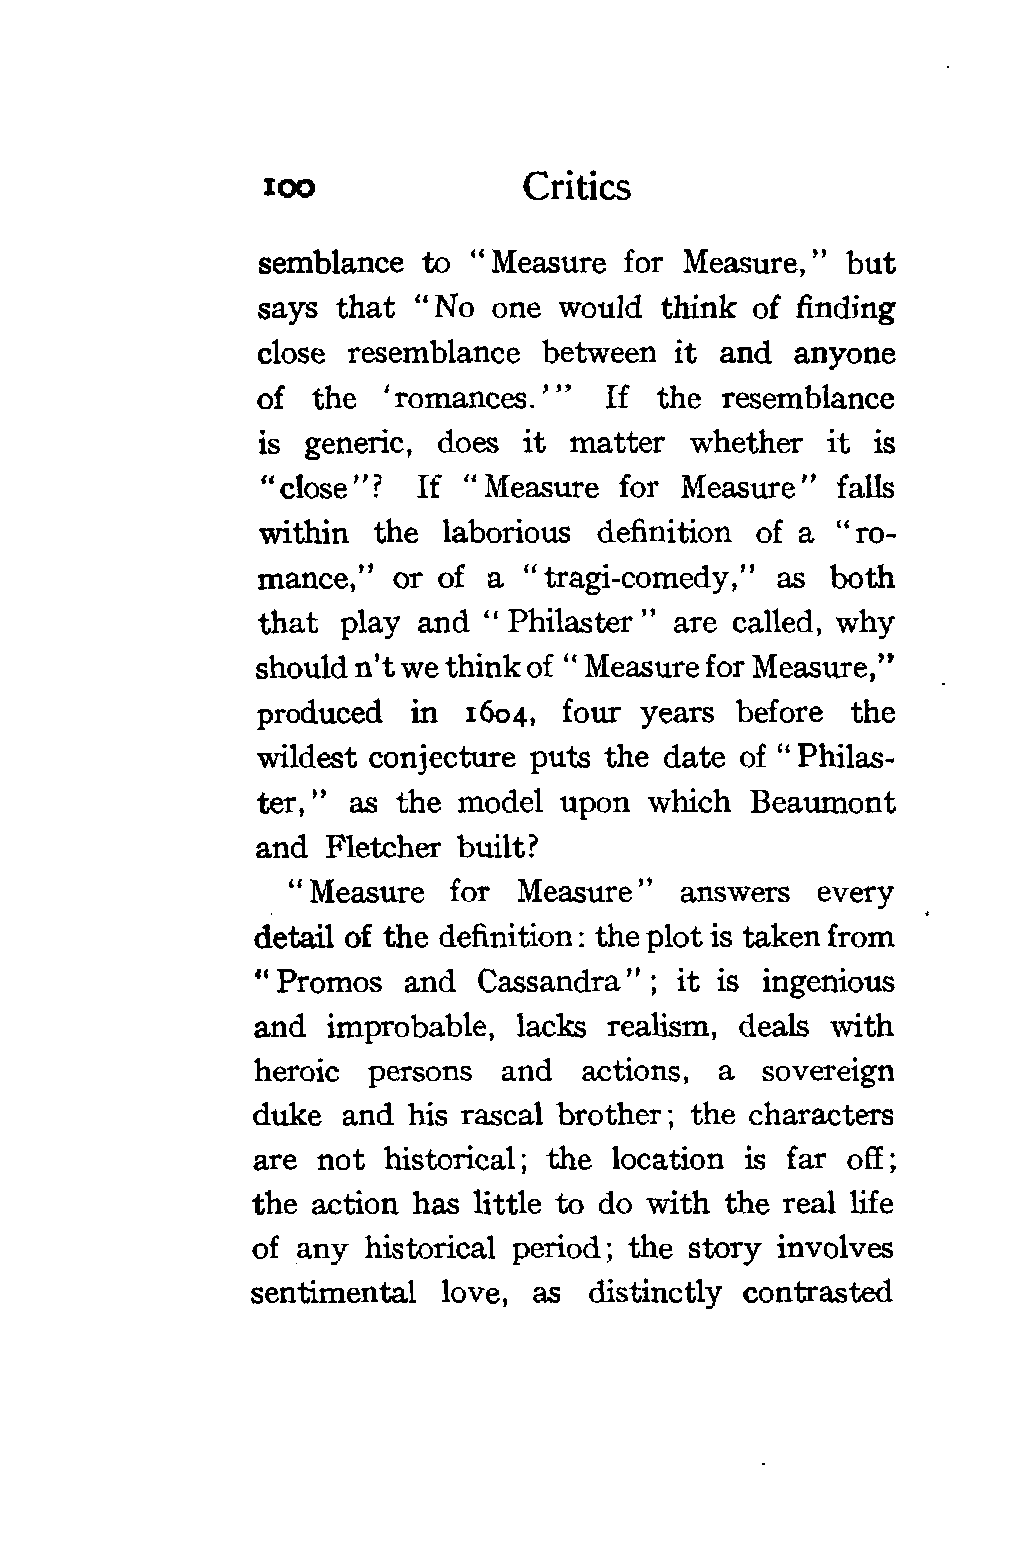 100 Critics
semblance to "Measure for Measure," but
says that "No one would think of finding
close resemblance between it and anyone
of the 'romances.'" If the resemblance
is generic, does it matter whether it is
"close"? If "Measure for Measure" falls
within the laborious definition of a "ro-
mance," or of a "tragi-comedy," as both
that play and "Philaster" are called, why
should n't we think of "Measure for Measure,"
produced in 1604, four years before the
wildest conjecture puts the date of "Philas-
ter," as the model upon which Beaumont
and Fletcher built?
"Measure for Measure" answers every
detail of the definition: the plot is taken from
"Promos and Cassandra"; it is ingenious
and improbable, lacks realism, deals with
heroic persons and actions, a sovereign
duke and his rascal brother; the characters
are not historical; the location is far off;
the action has little to do with the real life
of any historical period; the story involves
sentimental love, as distinctly contrasted